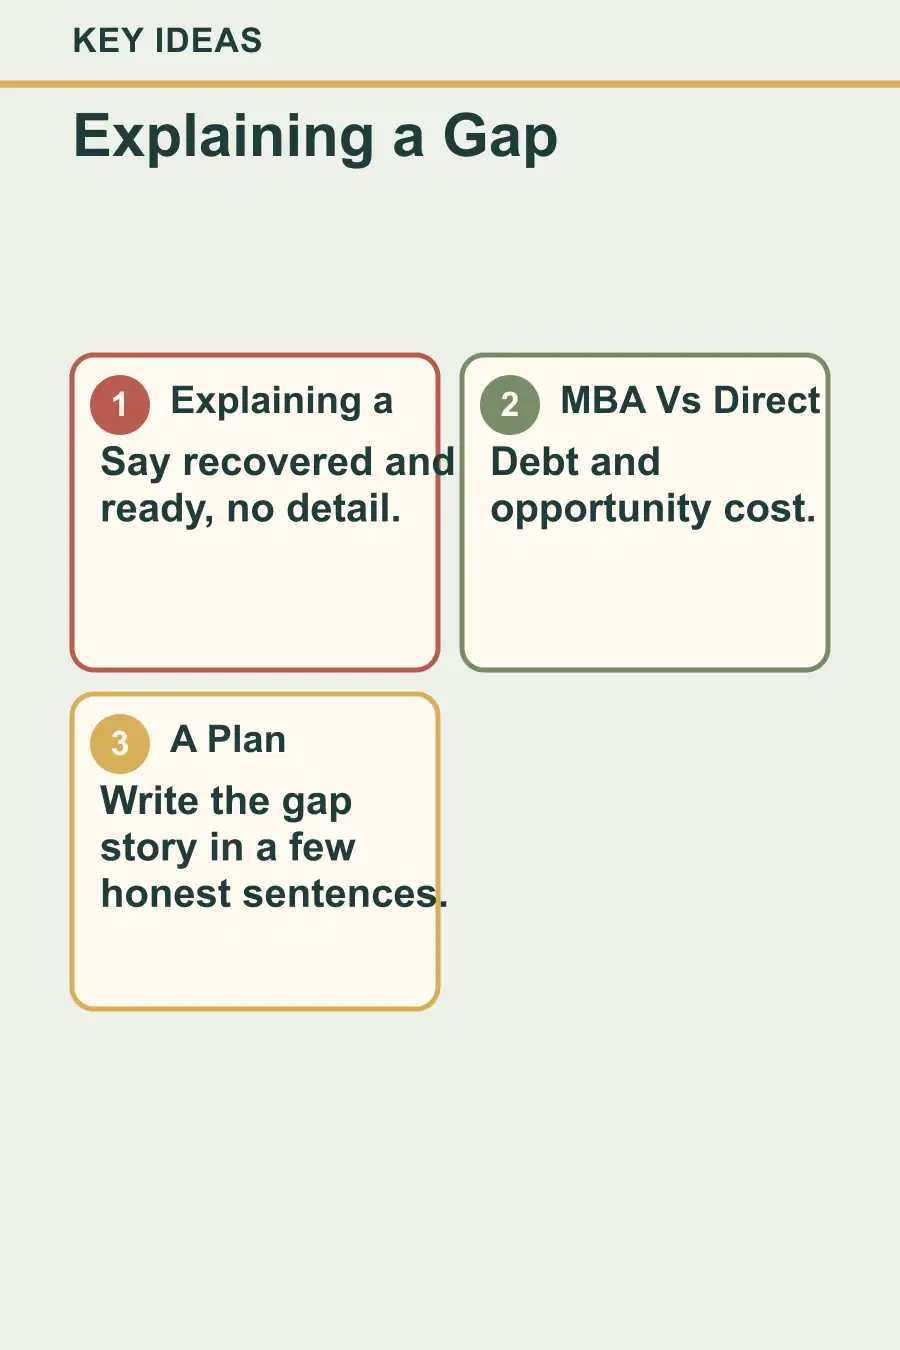 KEY IDEAS
Explaining a Gap
1 Explaining a
Say recovered and
ready, no detail.
2 MBA Vs Direct
Debt and
opportunity cost.
3 A Plan
Write the gap
story in a few
honest sentences.